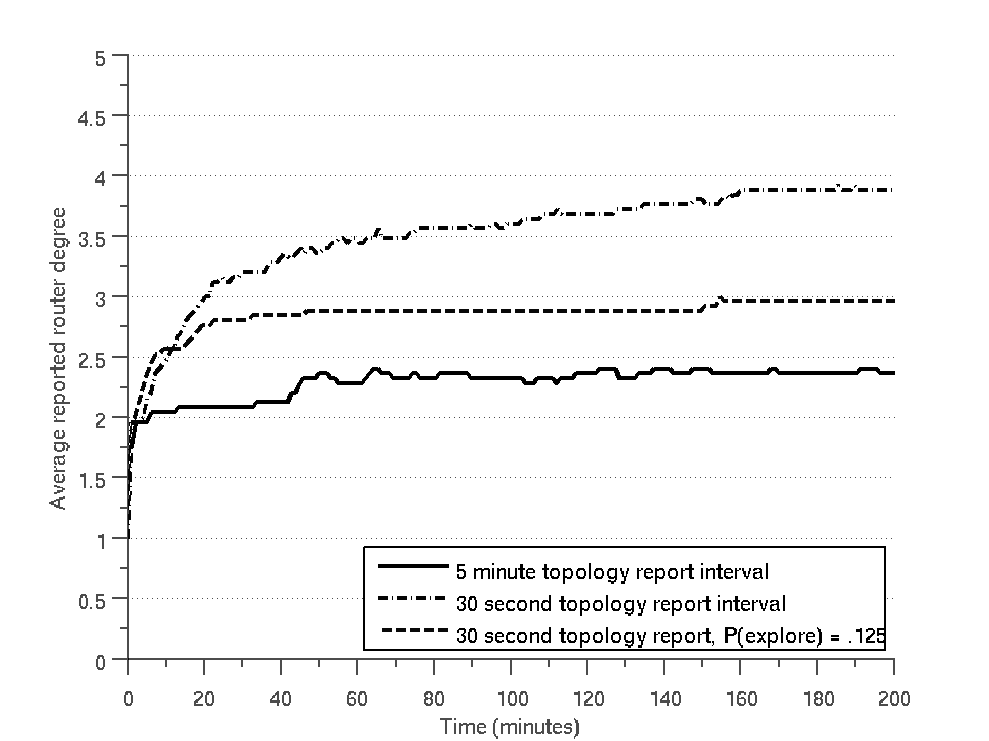 5
4.5
4
3.5
3
2.5
2
1.5
1
0.5
0
Average reported router degree
5 minute topology report interval
30 second topology report interval
30 second topology report, P(explore) = .125
0 20 40 60 80 100 120 140 160 180 200
Time (minutes)